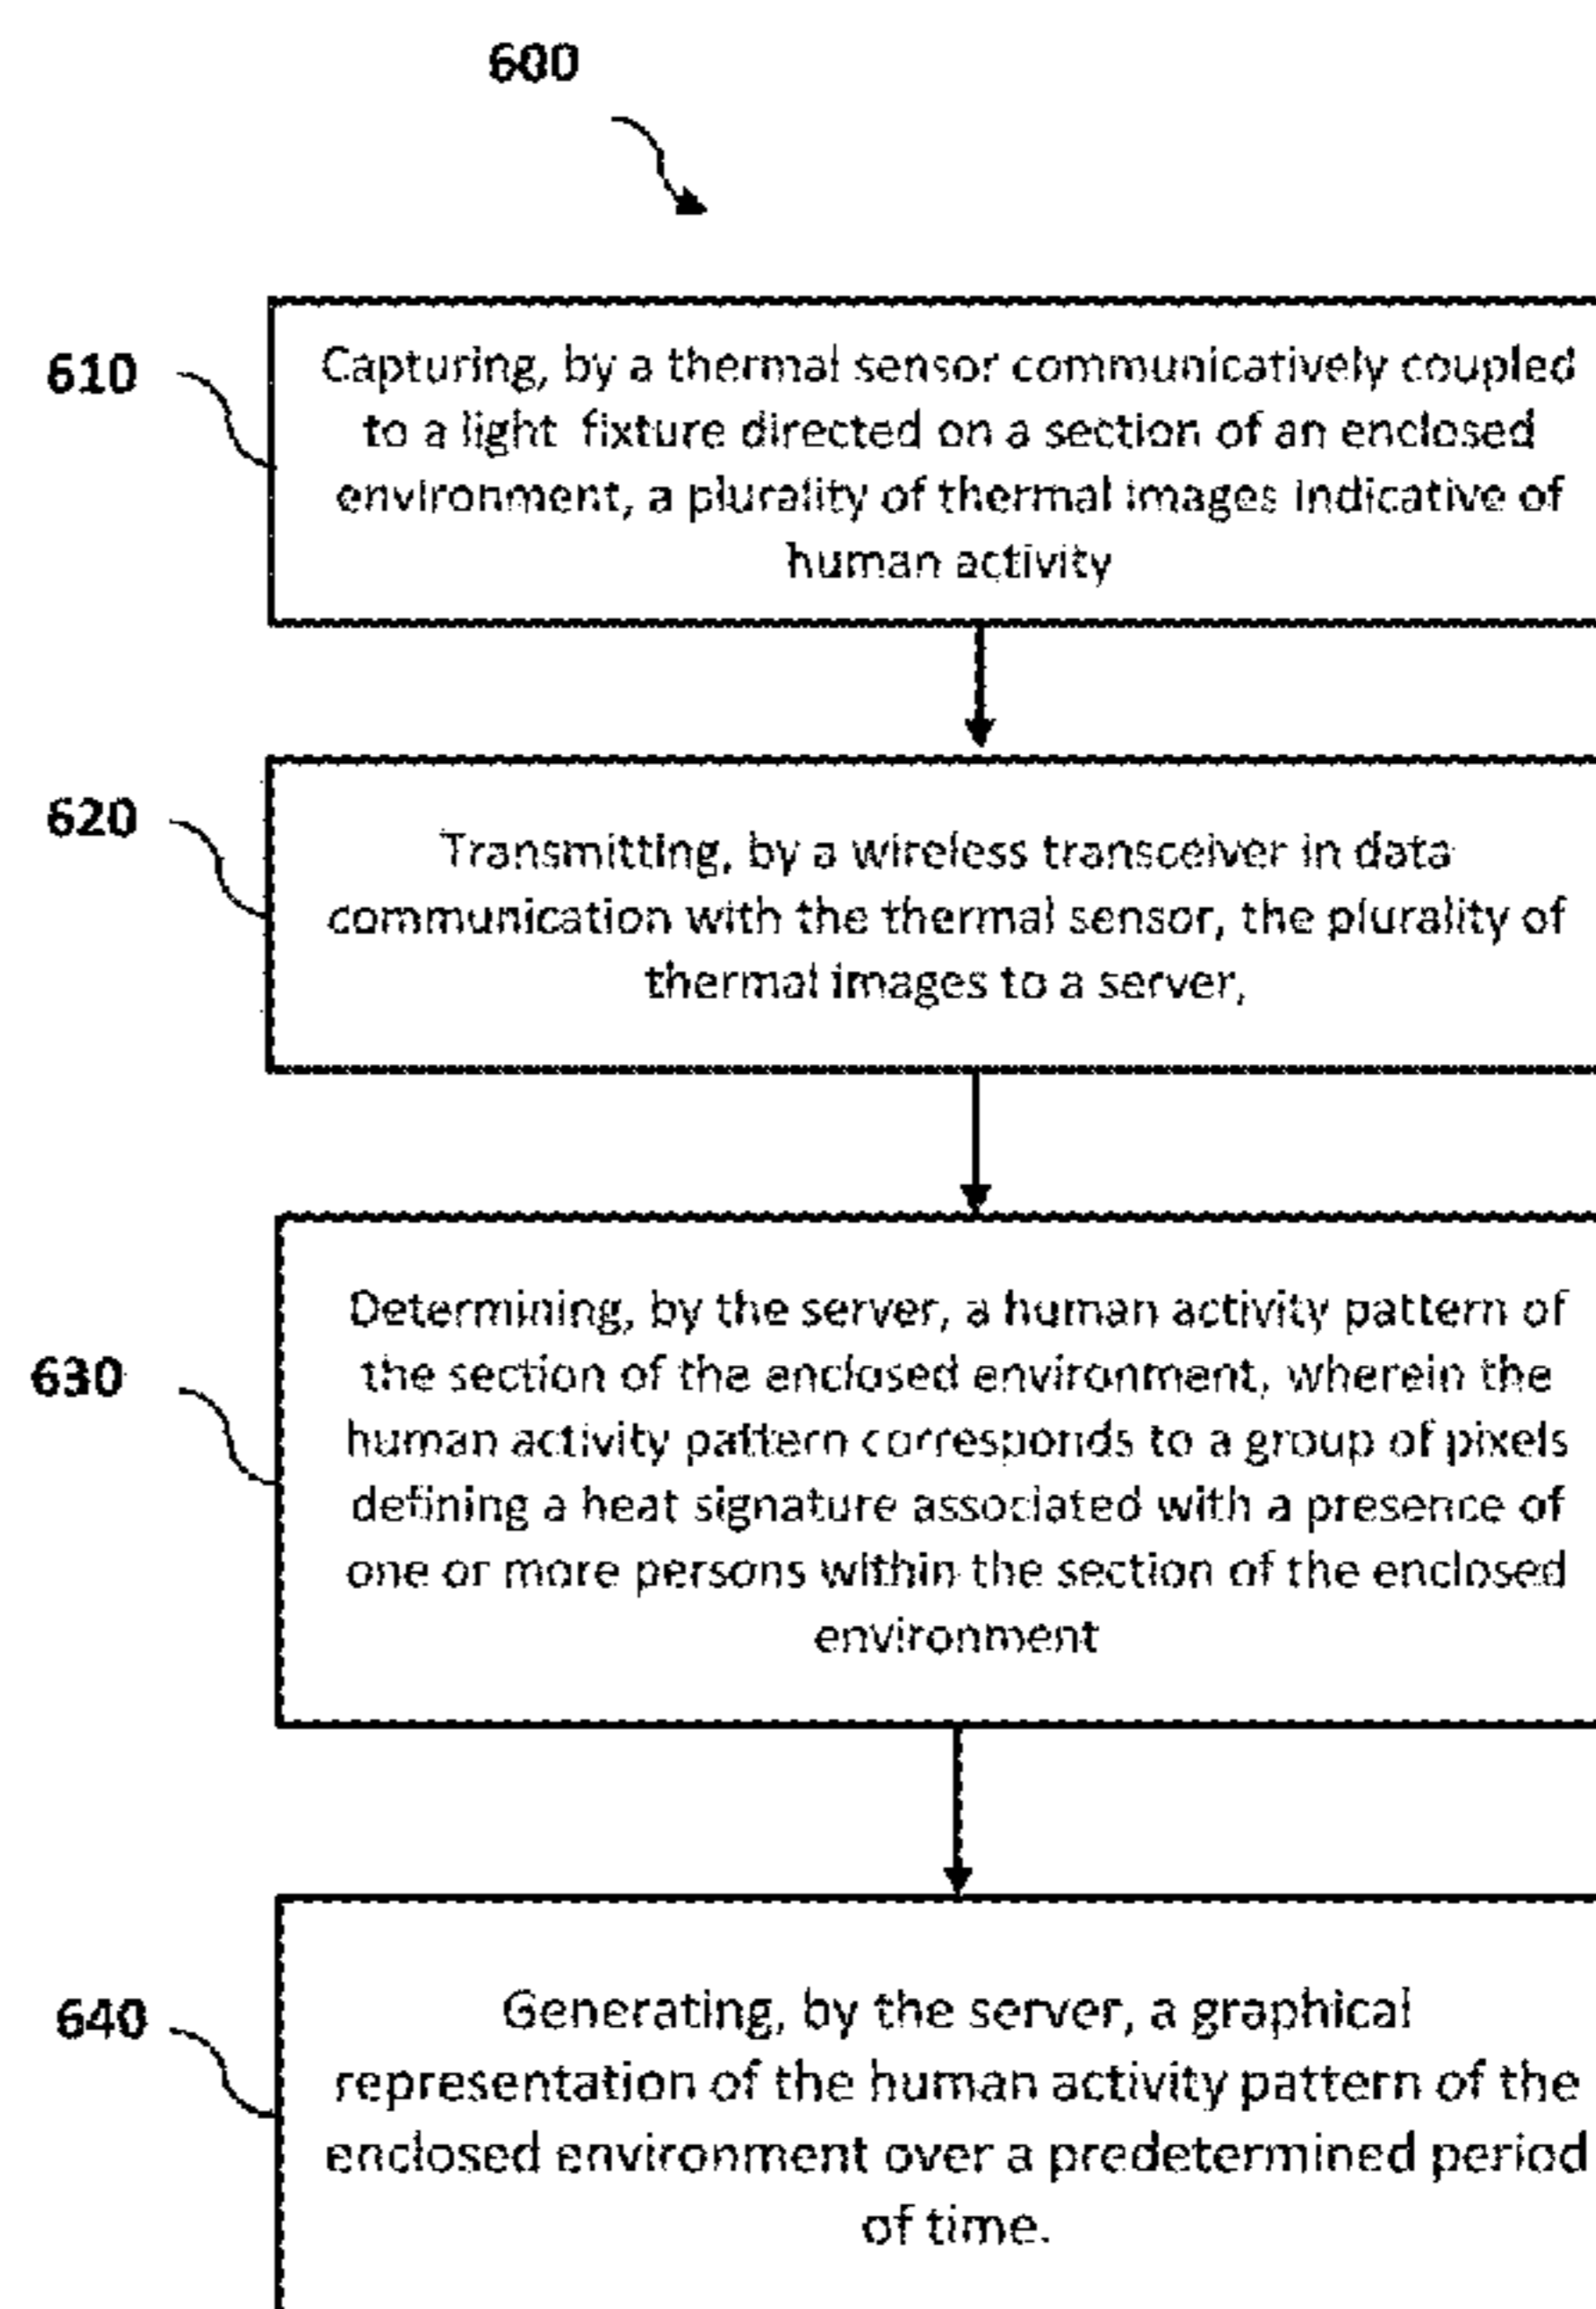 600
610
Capturing, by a thermal sensor communicatively coupled
to a light fixture directed on a section of an enclosed
environment, a plurality of thermal images indicative of
human activity
620
Transmitting, by a wireless transceiver in data
communication with the thermal sensor, the plurality of
thermal images to a server,
630
Determining, by the server, a human activity pattern of
the section of the enclosed environment, wherein the
human activity pattern corresponds to a group of pixels
defining a heat signature associated with a presence of
one or more persons within the section of the enclosed
environment
640
Generating, by the server, a graphical
representation of the human activity pattern of the
enclosed environment over a predetermined period
of time.